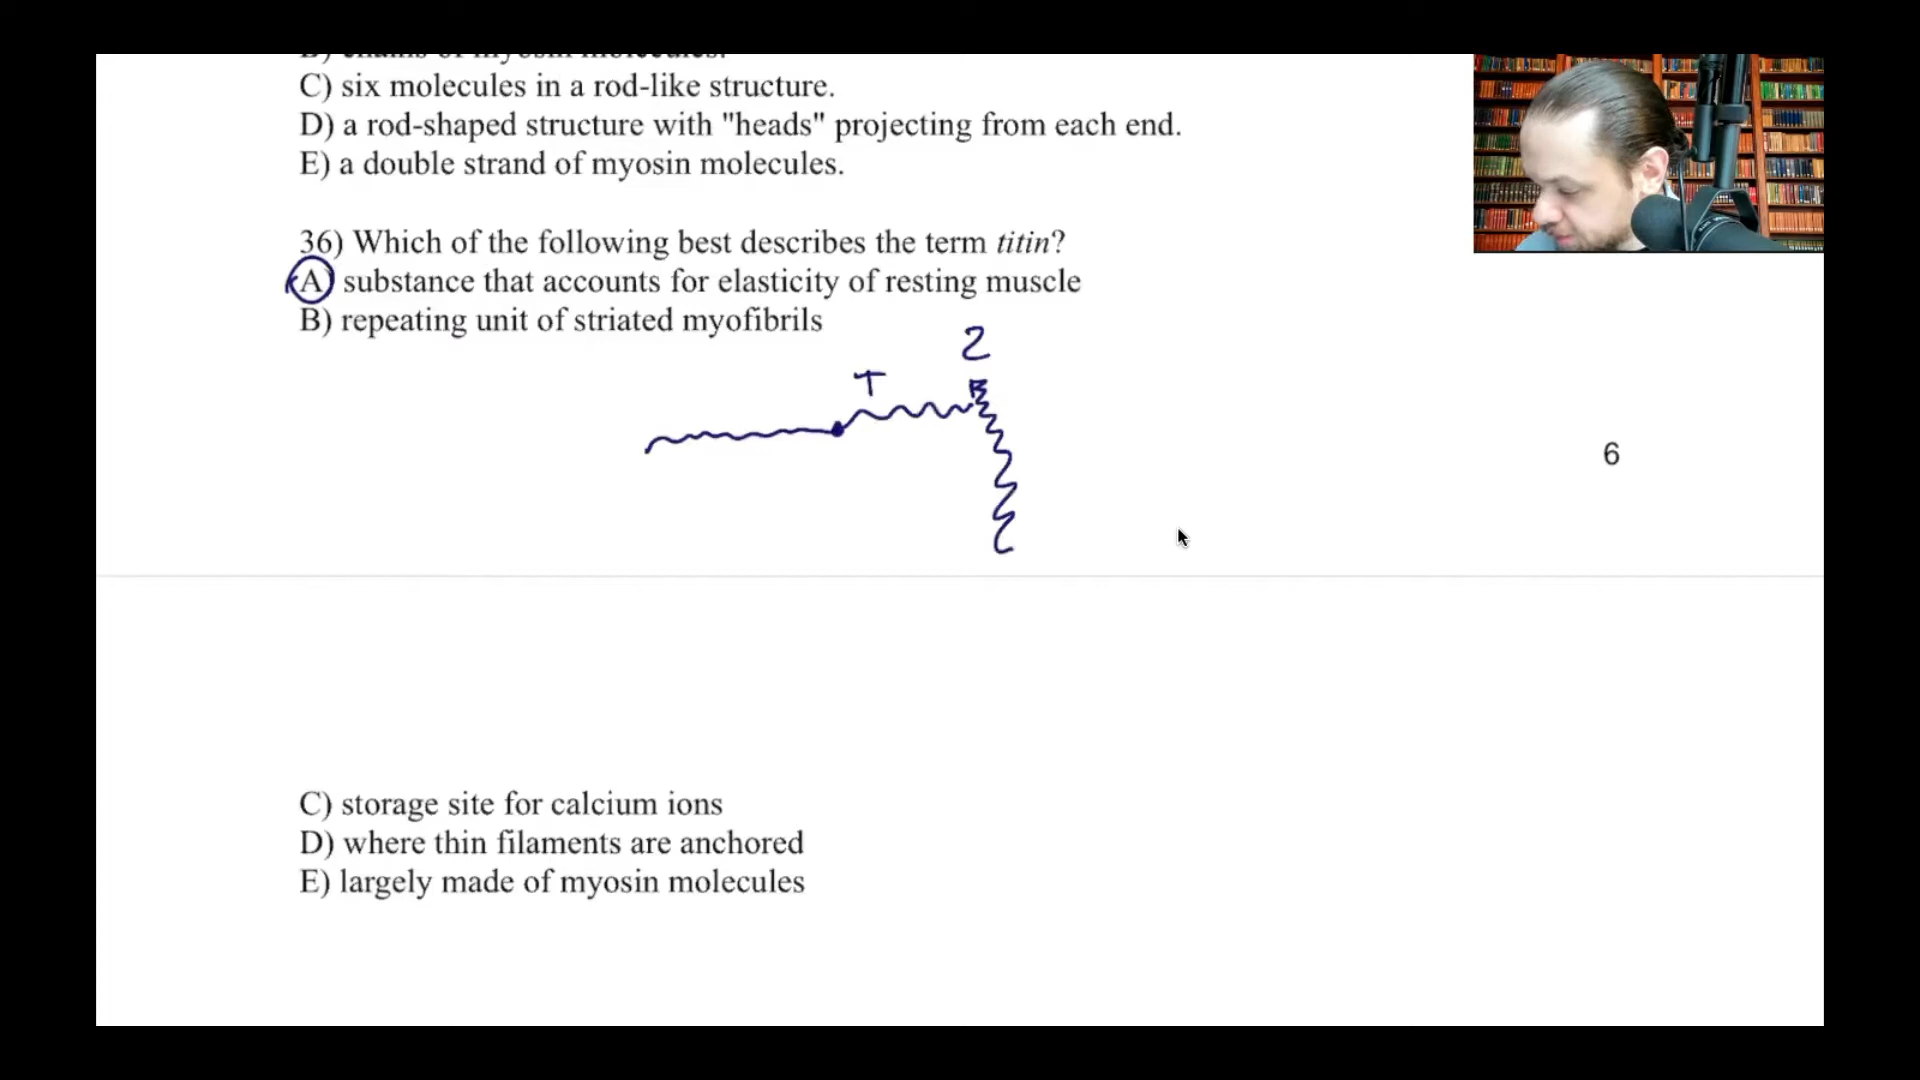 C) six molecules in a rod-like structure.
D) a rod-shaped structure with "heads" projecting from each end.
E) a double strand of myosin molecules.
36) Which of the following best describes the term titin?
A) substance that accounts for elasticity of resting muscle
B) repeating unit of striated myofibrils
Z
T
6
C) storage site for calcium ions
D) where thin filaments are anchored
E) largely made of myosin molecules